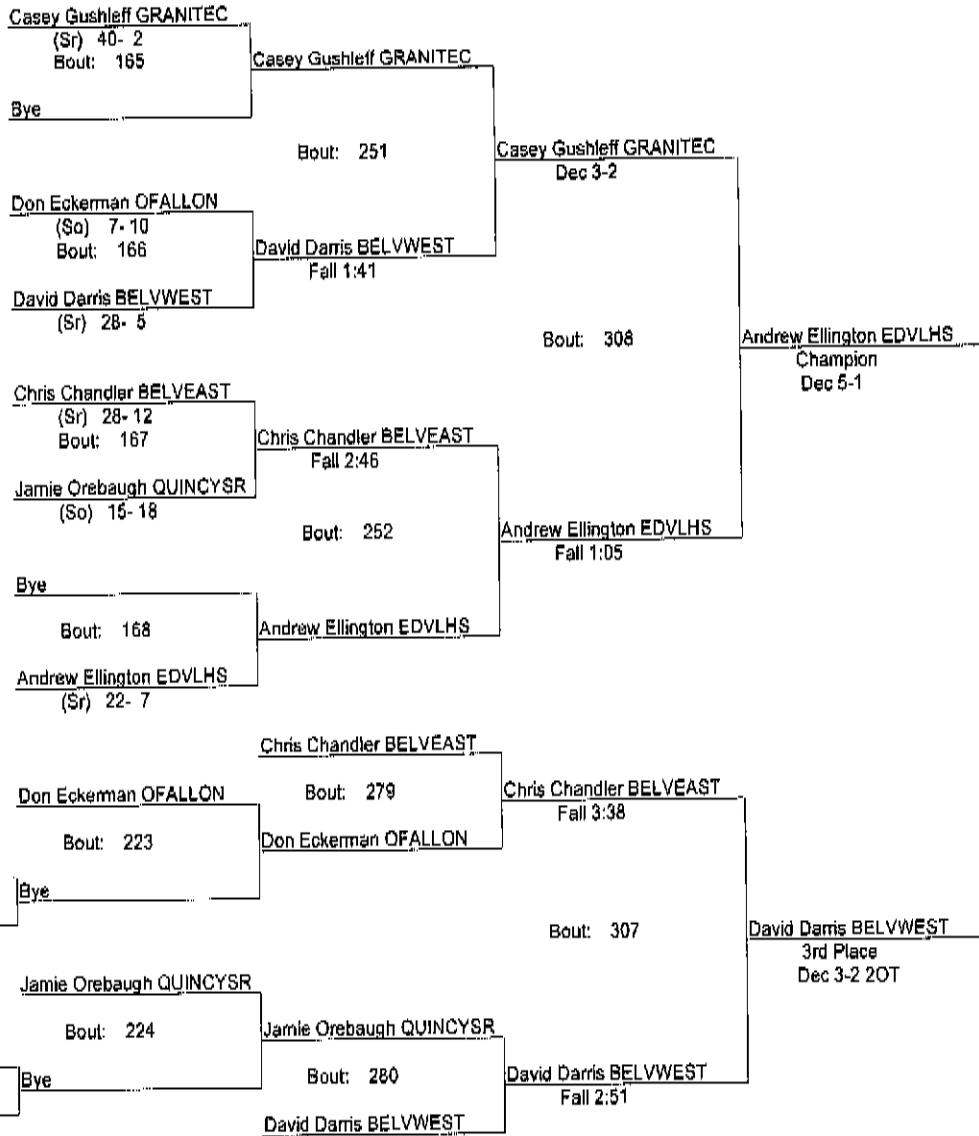 Casey Gushleff GRANITEC
(Sr) 40- 2
Bout: 165
Bye
Casey Gushleff GRANITEC
Bout: 251
Don Eckerman OFALLON
(So) 7- 10
Bout: 166
David Darris BELVWEST
(Sr) 28- 5
David Darris BELVWEST
Fall 1:41
Casey Gushleff GRANITEC
Dec 3-2
Bout: 308
Andrew Ellington EDVLHS
Champion
Dec 5-1
Chris Chandler BELVEAST
(Sr) 28- 12
Bout: 167
Jamie Orebaugh QUINCYSR
(So) 15- 18
Chris Chandler BELVEAST
Fall 2:46
Bout: 252
Andrew Ellington EDVLHS
Fall 1:05
Bye
Bout: 168
Andrew Ellington EDVLHS
(Sr) 22- 7
Andrew Ellington EDVLHS
Chris Chandler BELVEAST
Bout: 279
Don Eckerman OFALLON
Bout: 223
Bye
Don Eckerman OFALLON
Chris Chandler BELVEAST
Fall 3:38
Bout: 307
David Darris BELVWEST
3rd Place
Dec 3-2 2OT
Jamie Orebaugh QUINCYSR
Bout: 224
Bye
Jamie Orebaugh QUINCYSR
Bout: 280
David Darris BELVWEST
David Darris BELVWEST
Fall 2:51